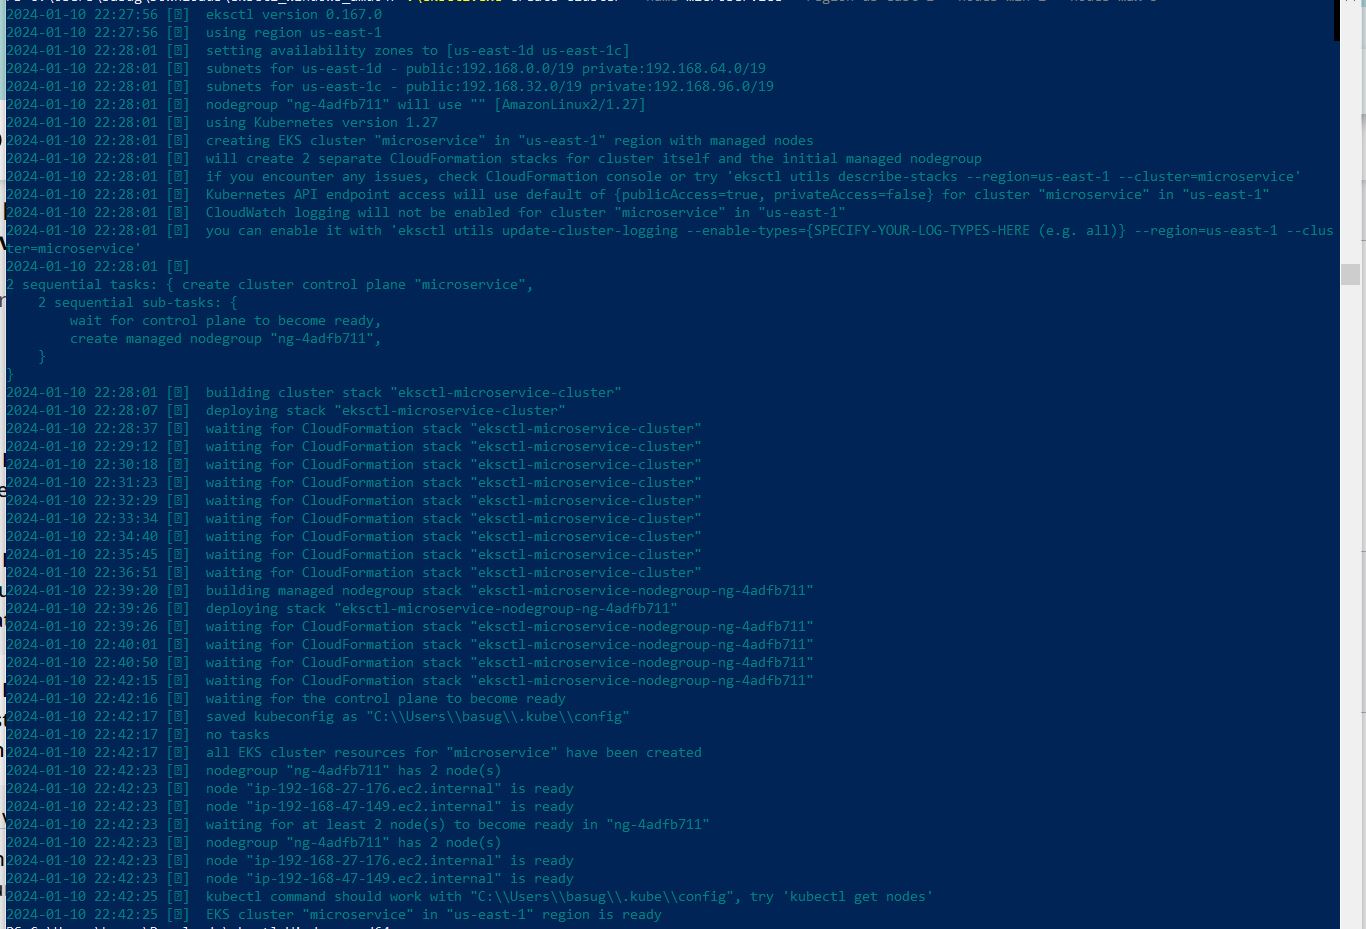 2024-01-10 22:27:56 [ℹ]  eksctl version 0.167.0
2024-01-10 22:27:56 [ℹ]  using region us-east-1
2024-01-10 22:28:01 [ℹ]  setting availability zones to [us-east-1d us-east-1c]
2024-01-10 22:28:01 [ℹ]  subnets for us-east-1d - public:192.168.0.0/19 private:192.168.64.0/19
2024-01-10 22:28:01 [ℹ]  subnets for us-east-1c - public:192.168.32.0/19 private:192.168.96.0/19
2024-01-10 22:28:01 [ℹ]  nodegroup "ng-4adfb711" will use "" [AmazonLinux2/1.27]
2024-01-10 22:28:01 [ℹ]  using Kubernetes version 1.27
2024-01-10 22:28:01 [ℹ]  creating EKS cluster "microservice" in "us-east-1" region with managed nodes
2024-01-10 22:28:01 [ℹ]  will create 2 separate CloudFormation stacks for cluster itself and the initial managed nodegroup
2024-01-10 22:28:01 [ℹ]  if you encounter any issues, check CloudFormation console or try 'eksctl utils describe-stacks --region=us-east-1 --cluster=microservice'
2024-01-10 22:28:01 [ℹ]  Kubernetes API endpoint access will use default of {publicAccess=true, privateAccess=false} for cluster "microservice" in "us-east-1"
2024-01-10 22:28:01 [ℹ]  CloudWatch logging will not be enabled for cluster "microservice" in "us-east-1"
2024-01-10 22:28:01 [ℹ]  you can enable it with 'eksctl utils update-cluster-logging --enable-types={SPECIFY-YOUR-LOG-TYPES-HERE (e.g. all)} --region=us-east-1 --clus
ter=microservice'
2024-01-10 22:28:01 [ℹ]
2 sequential tasks: { create cluster control plane "microservice",
    2 sequential sub-tasks: {
        wait for control plane to become ready,
        create managed nodegroup "ng-4adfb711",
    }
}
2024-01-10 22:28:01 [ℹ]  building cluster stack "eksctl-microservice-cluster"
2024-01-10 22:28:07 [ℹ]  deploying stack "eksctl-microservice-cluster"
2024-01-10 22:28:37 [ℹ]  waiting for CloudFormation stack "eksctl-microservice-cluster"
2024-01-10 22:29:12 [ℹ]  waiting for CloudFormation stack "eksctl-microservice-cluster"
2024-01-10 22:30:18 [ℹ]  waiting for CloudFormation stack "eksctl-microservice-cluster"
2024-01-10 22:31:23 [ℹ]  waiting for CloudFormation stack "eksctl-microservice-cluster"
2024-01-10 22:32:29 [ℹ]  waiting for CloudFormation stack "eksctl-microservice-cluster"
2024-01-10 22:33:34 [ℹ]  waiting for CloudFormation stack "eksctl-microservice-cluster"
2024-01-10 22:34:40 [ℹ]  waiting for CloudFormation stack "eksctl-microservice-cluster"
2024-01-10 22:35:45 [ℹ]  waiting for CloudFormation stack "eksctl-microservice-cluster"
2024-01-10 22:36:51 [ℹ]  waiting for CloudFormation stack "eksctl-microservice-cluster"
2024-01-10 22:39:20 [ℹ]  building managed nodegroup stack "eksctl-microservice-nodegroup-ng-4adfb711"
2024-01-10 22:39:26 [ℹ]  deploying stack "eksctl-microservice-nodegroup-ng-4adfb711"
2024-01-10 22:39:26 [ℹ]  waiting for CloudFormation stack "eksctl-microservice-nodegroup-ng-4adfb711"
2024-01-10 22:40:01 [ℹ]  waiting for CloudFormation stack "eksctl-microservice-nodegroup-ng-4adfb711"
2024-01-10 22:40:50 [ℹ]  waiting for CloudFormation stack "eksctl-microservice-nodegroup-ng-4adfb711"
2024-01-10 22:42:15 [ℹ]  waiting for CloudFormation stack "eksctl-microservice-nodegroup-ng-4adfb711"
2024-01-10 22:42:16 [ℹ]  waiting for the control plane to become ready
2024-01-10 22:42:17 [✔]  saved kubeconfig as "C:\\Users\\basug\\.kube\\config"
2024-01-10 22:42:17 [ℹ]  no tasks
2024-01-10 22:42:17 [✔]  all EKS cluster resources for "microservice" have been created
2024-01-10 22:42:23 [ℹ]  nodegroup "ng-4adfb711" has 2 node(s)
2024-01-10 22:42:23 [ℹ]  node "ip-192-168-27-176.ec2.internal" is ready
2024-01-10 22:42:23 [ℹ]  node "ip-192-168-47-149.ec2.internal" is ready
2024-01-10 22:42:23 [ℹ]  waiting for at least 2 node(s) to become ready in "ng-4adfb711"
2024-01-10 22:42:23 [ℹ]  nodegroup "ng-4adfb711" has 2 node(s)
2024-01-10 22:42:23 [ℹ]  node "ip-192-168-27-176.ec2.internal" is ready
2024-01-10 22:42:23 [ℹ]  node "ip-192-168-47-149.ec2.internal" is ready
2024-01-10 22:42:25 [ℹ]  kubectl command should work with "C:\\Users\\basug\\.kube\\config", try 'kubectl get nodes'
2024-01-10 22:42:25 [✔]  EKS cluster "microservice" in "us-east-1" region is ready